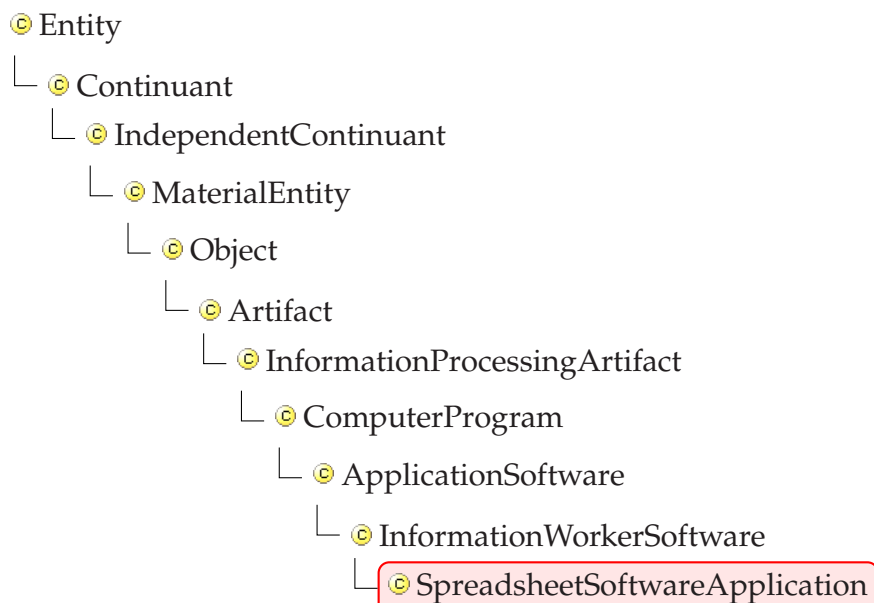 Entity
Continuant
IndependentContinuant
MaterialEntity
Object
Artifact
InformationProcessingArtifact
ComputerProgram
ApplicationSoftware
InformationWorkerSoftware
SpreadsheetSoftwareApplication